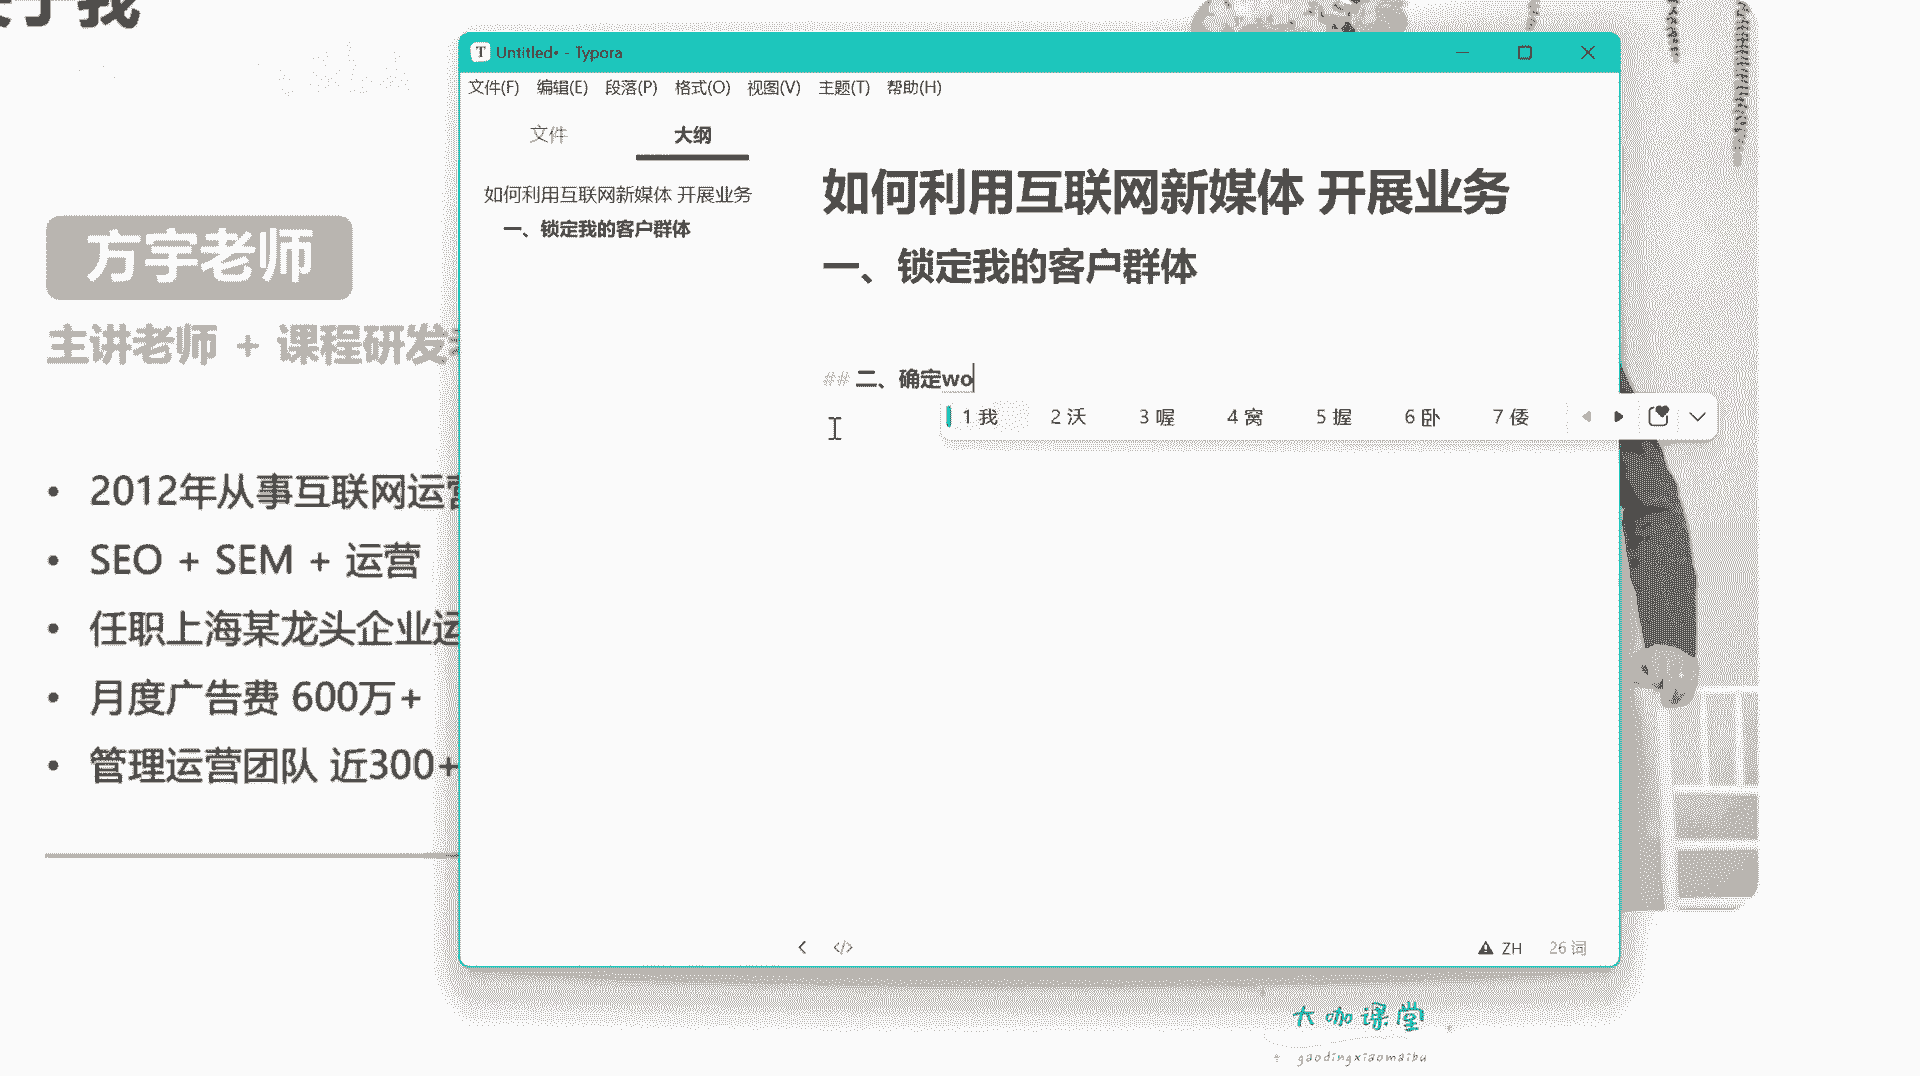 于我
方宇老师
主讲老师 + 课程研发
• 2012年从事互联网运营
• SEO + SEM + 运营
• 任职上海某龙头企业运
• 月度广告费 600万+
• 管理运营团队 近300+
Untitled• - Typora
文件(F) 编辑(E) 段落(P) 格式(O) 视图(V) 主题(T) 帮助(H)
文件 大纲
如何利用互联网新媒体 开展业务
一、锁定我的客户群体
如何利用互联网新媒体 开展业务
一、锁定我的客户群体
## 二、确定wo
1 我 2 沃 3 喔 4 窝 5 握 6 卧 7 倭
ZH 26 词
大咖课堂
gaodingxiaomaibu